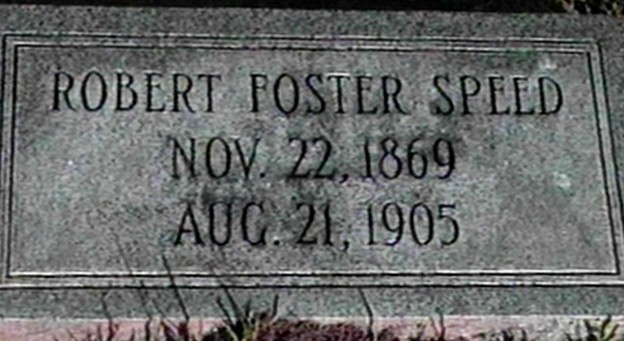 ROBERT FOSTER SPEED
NOV. 22, 1869
AUG. 21, 1905